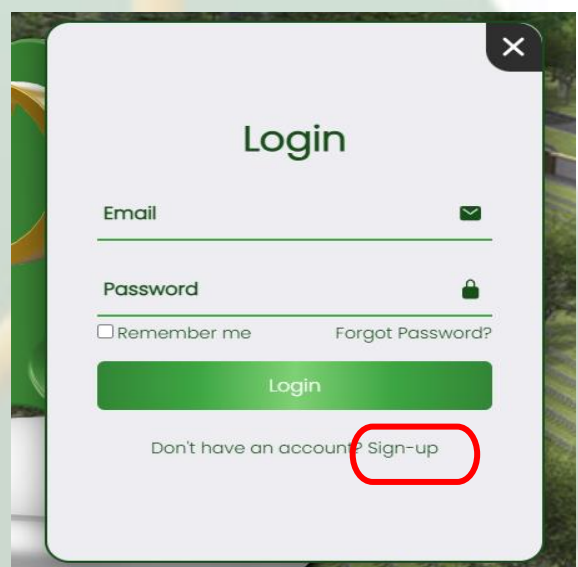 Login
Email
Password
Remember me Forgot Password?
Login
Don't have an account? Sign-up